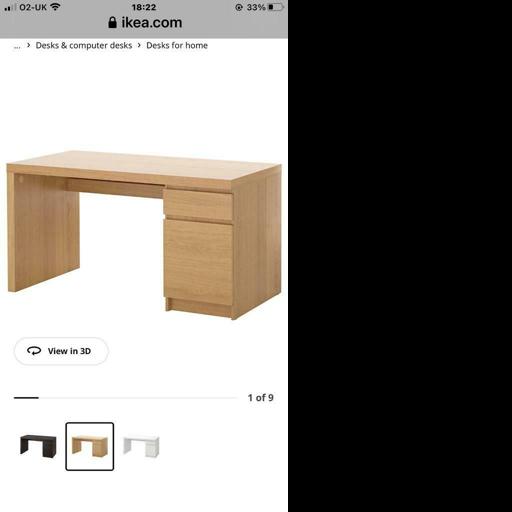 O2-UK 18:22 33%
ikea.com
... > Desks & computer desks > Desks for home
View in 3D
1 of 9